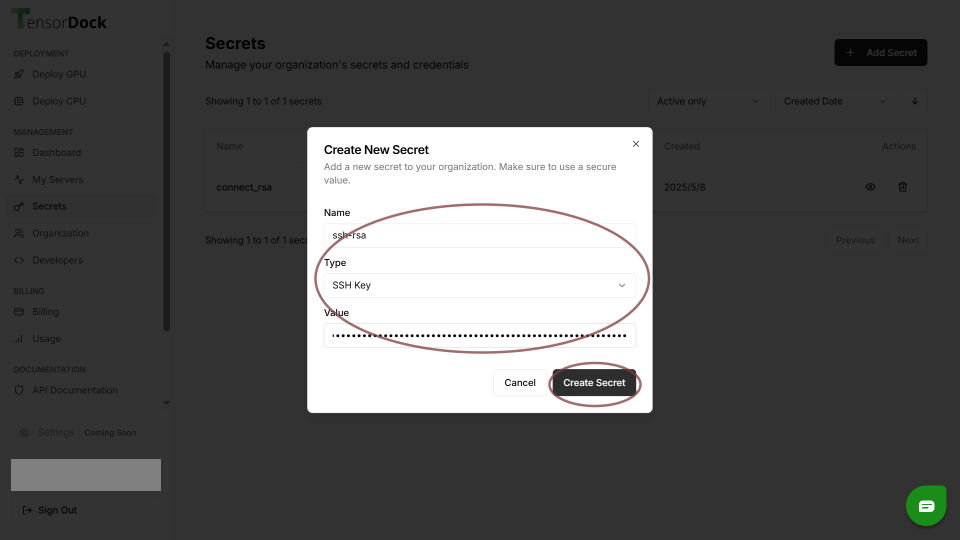 TensorDock
DEPLOYMENT
Deploy GPU
Deploy CPU
MANAGEMENT
Dashboard
My Servers
Secrets
Organization
Developers
BILLING
Billing
Usage
DOCUMENTATION
API Documentation
Settings Coming Soon
Sign Out
Secrets
Manage your organization's secrets and credentials
+ Add Secret
Showing 1 to 1 of 1 secrets
Active only
Created Date
Name
Created
Actions
connect_rsa
2025/5/8
Showing 1 to 1 of 1
Previous
Next
Create New Secret
Add a new secret to your organization. Make sure to use a secure
value.
Name
ssh-rsa
Type
SSH Key
Value
Cancel
Create Secret